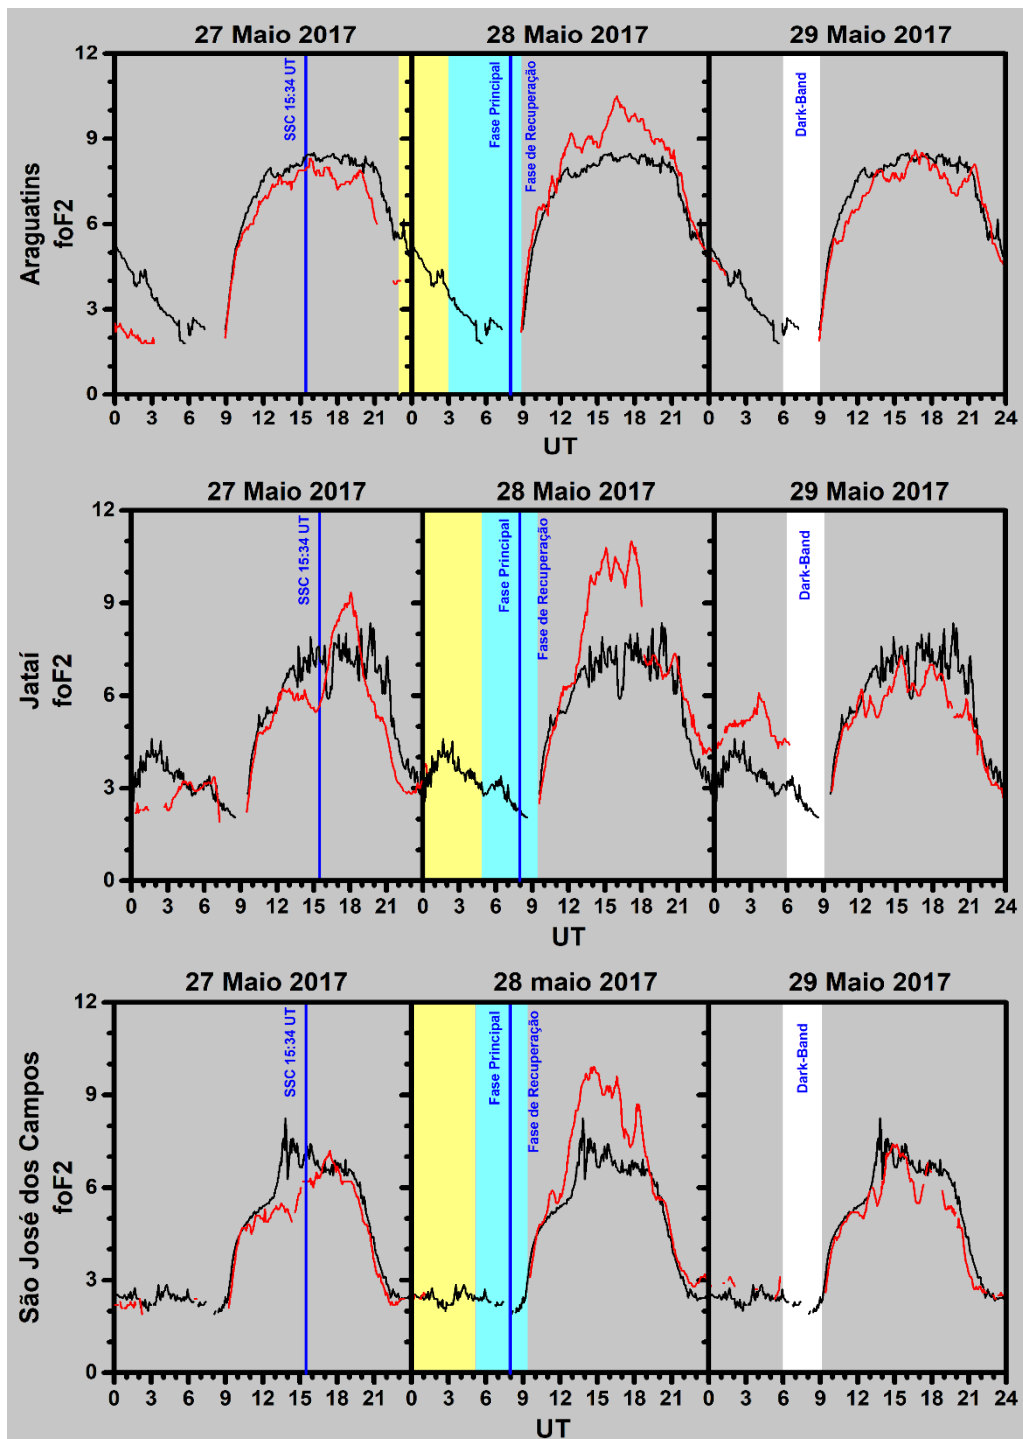 27 Maio 2017 28 Maio 2017 29 Maio 2017
12
9
6
3
0
Araguatins
foF2
SSC 15:34 UT
Fase Principal
Fase de Recuperação
Dark-Band
0 3 6 9 12 15 18 21 0 3 6 9 12 15 18 21 0 3 6 9 12 15 18 21 24
UT
27 Maio 2017 28 Maio 2017 29 Maio 2017
12
9
6
3
0
Jataí
foF2
SSC 15:34 UT
Fase Principal
Fase de Recuperação
Dark-Band
0 3 6 9 12 15 18 21 0 3 6 9 12 15 18 21 0 3 6 9 12 15 18 21 24
UT
27 Maio 2017 28 maio 2017 29 Maio 2017
12
9
6
3
0
São José dos Campos
foF2
SSC 15:34 UT
Fase Principal
Fase de Recuperação
Dark-Band
0 3 6 9 12 15 18 21 0 3 6 9 12 15 18 21 0 3 6 9 12 15 18 21 24
UT